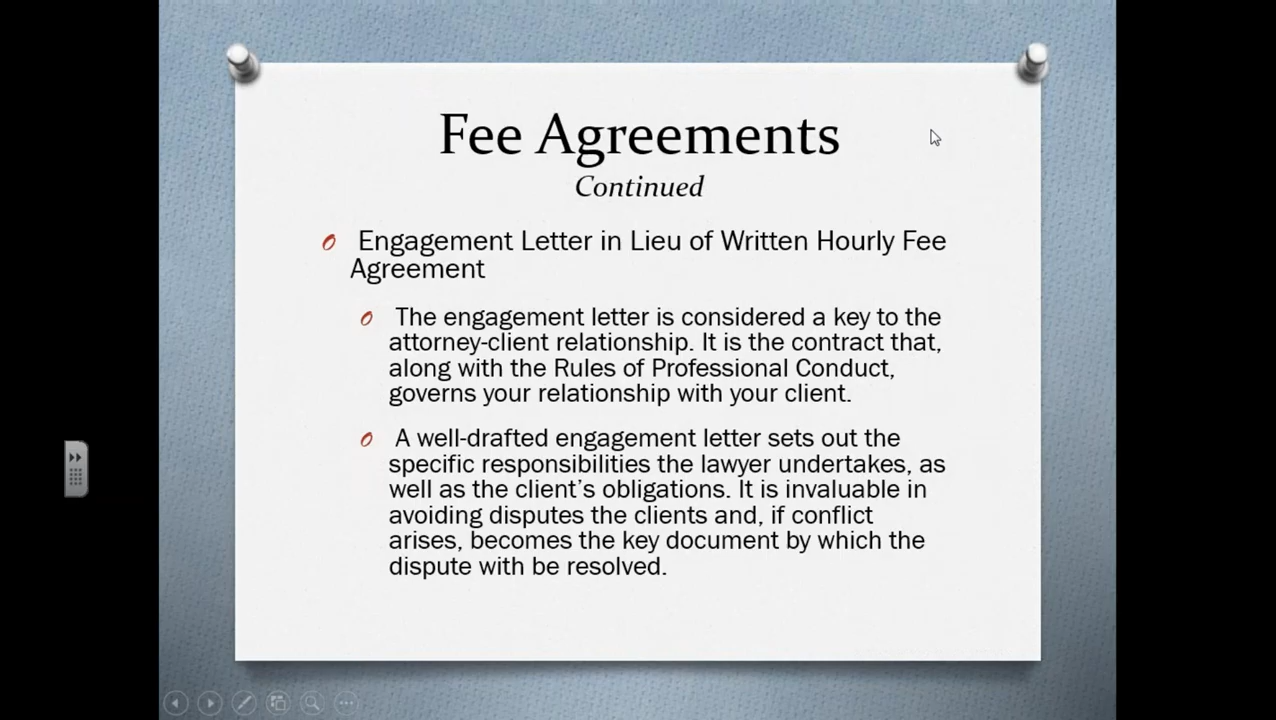 Fee Agreements
Continued
Engagement Letter in Lieu of Written Hourly Fee
Agreement
The engagement letter is considered a key to the
attorney-client relationship. It is the contract that,
along with the Rules of Professional Conduct,
governs your relationship with your client.
A well-drafted engagement letter sets out the
specific responsibilities the lawyer undertakes, as
well as the client’s obligations. It is invaluable in
avoiding disputes the clients and, if conflict
arises, becomes the key document by which the
dispute with be resolved.